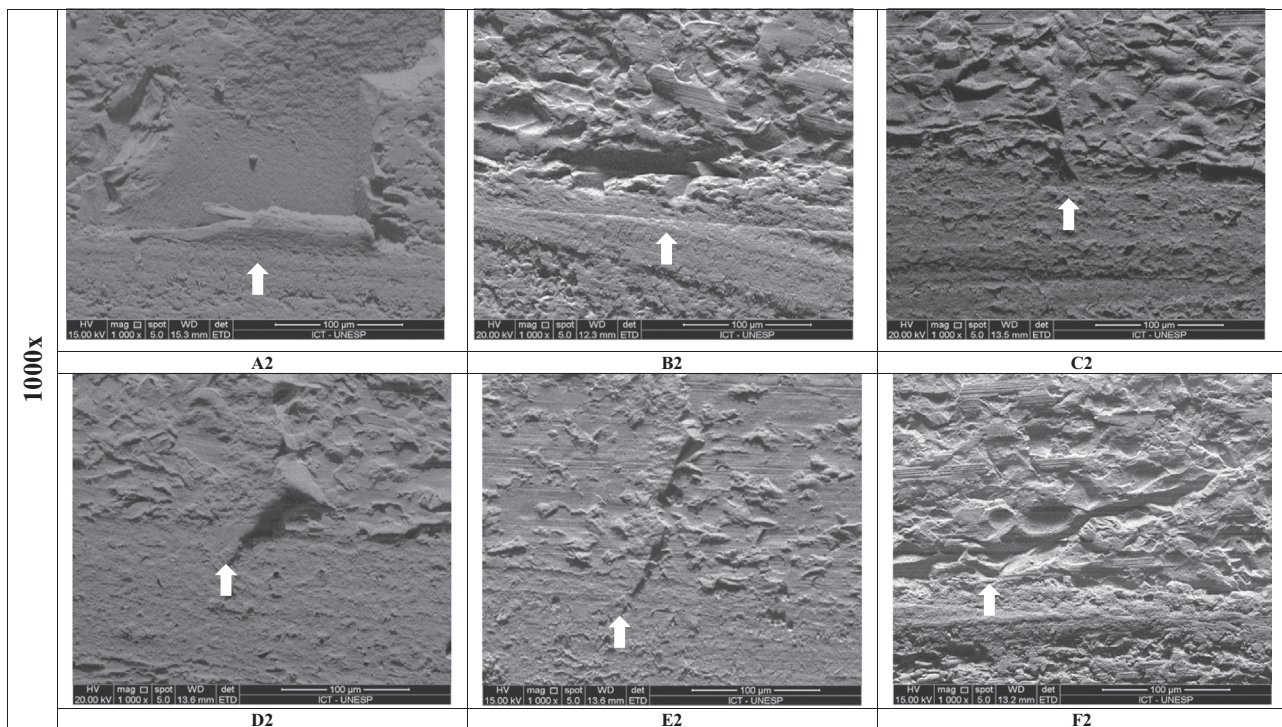 1000x
HV mag □ spot WD det 100 µm
15.00 kV 1 000 x 5.0 15.3 mm ETD ICT - UNESP
A2
HV mag □ spot WD det 100 µm
20.00 kV 1 000 x 5.0 12.3 mm ETD ICT - UNESP
B2
HV mag □ spot WD det 100 µm
20.00 kV 1 000 x 5.0 13.5 mm ETD ICT - UNESP
C2
HV mag □ spot WD det 100 µm
20.00 kV 1 000 x 5.0 13.6 mm ETD ICT - UNESP
D2
HV mag □ spot WD det 100 µm
15.00 kV 1 000 x 5.0 13.6 mm ETD ICT - UNESP
E2
HV mag □ spot WD det 100 µm
15.00 kV 1 000 x 5.0 13.2 mm ETD ICT - UNESP
F2